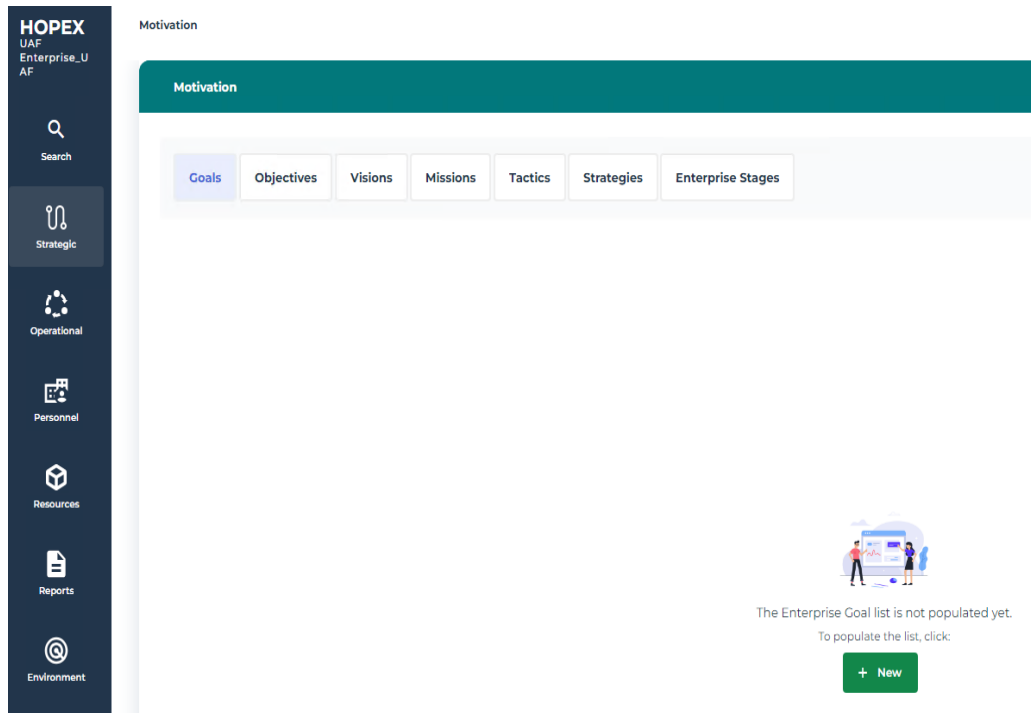 HOPEX
UAF
Enterprise_U
AF
Search
Strategic
Operational
Personnel
Resources
Reports
Environment
Motivation
Motivation
Goals Objectives Visions Missions Tactics Strategies Enterprise Stages
The Enterprise Goal list is not populated yet.
To populate the list, click:
+ New